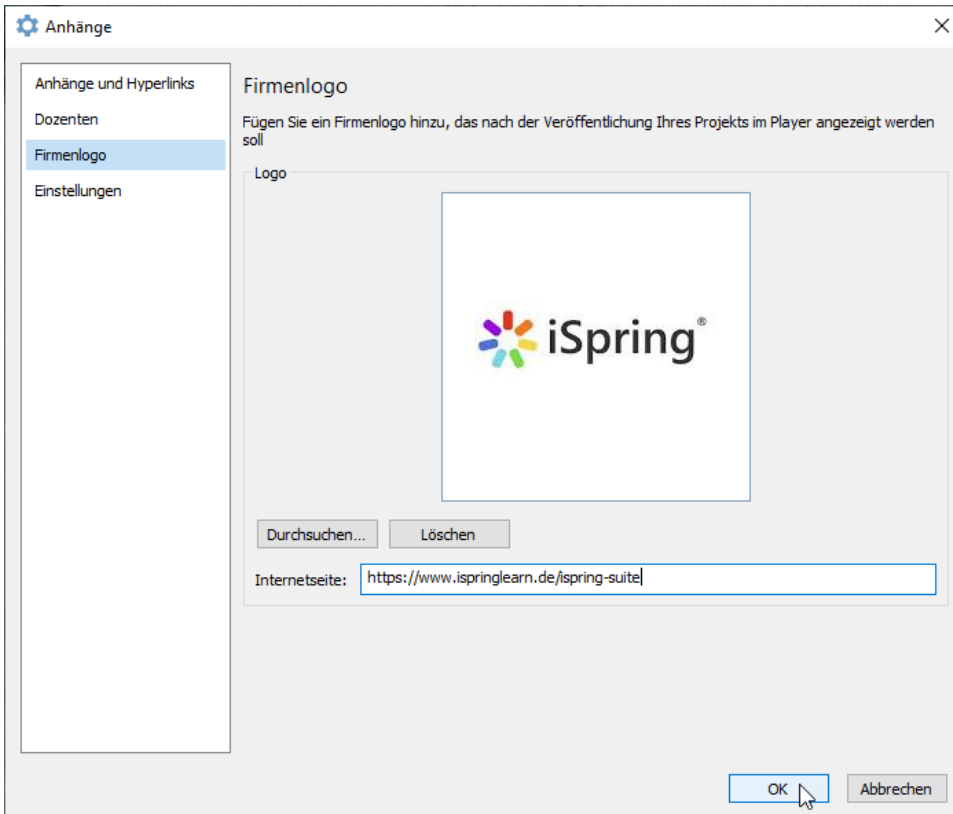 Anhänge
Anhänge und Hyperlinks
Dozenten
Firmenlogo
Einstellungen
Firmenlogo
Fügen Sie ein Firmenlogo hinzu, das nach der Veröffentlichung Ihres Projekts im Player angezeigt werden
soll
Logo
iSpring®
Durchsuchen...
Löschen
Internetseite: https://www.ispringlearn.de/ispring-suite
OK
Abbrechen